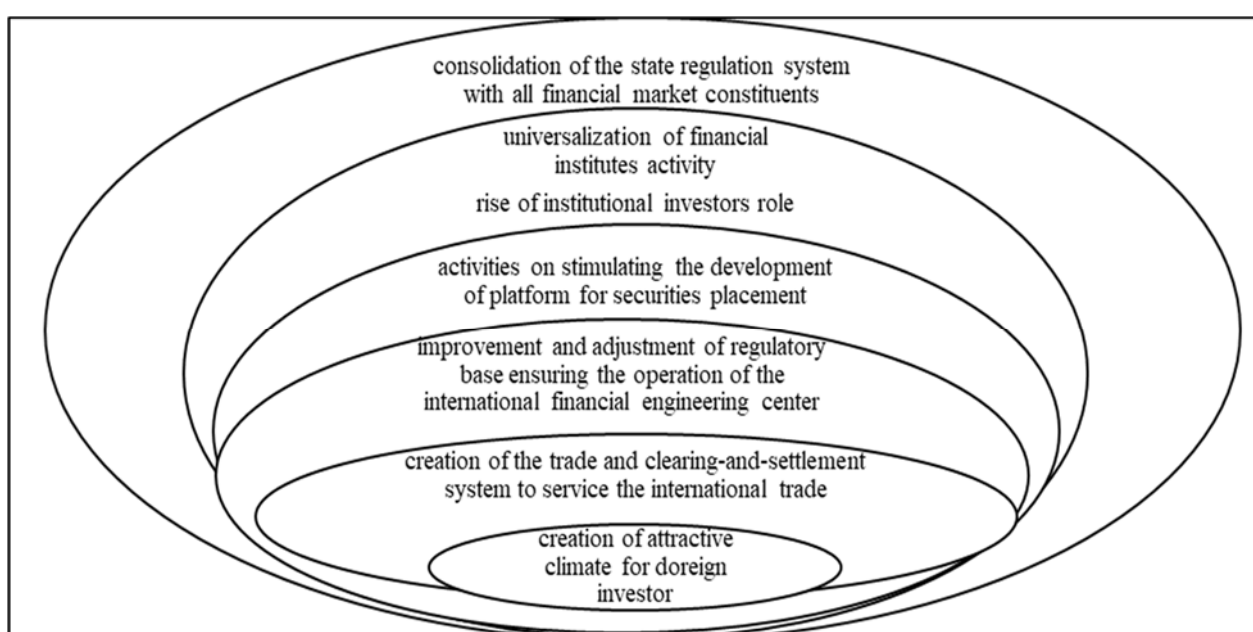 consolidation of the state regulation system
with all financial market constituents
universalization of financial
institutes activity
rise of institutional investors role
activities on stimulating the development
of platform for securities placement
improvement and adjustment of regulatory
base ensuring the operation of the
international financial engineering center
creation of the trade and clearing-and-settlement
system to service the international trade
creation of attractive
climate for doreign
investor